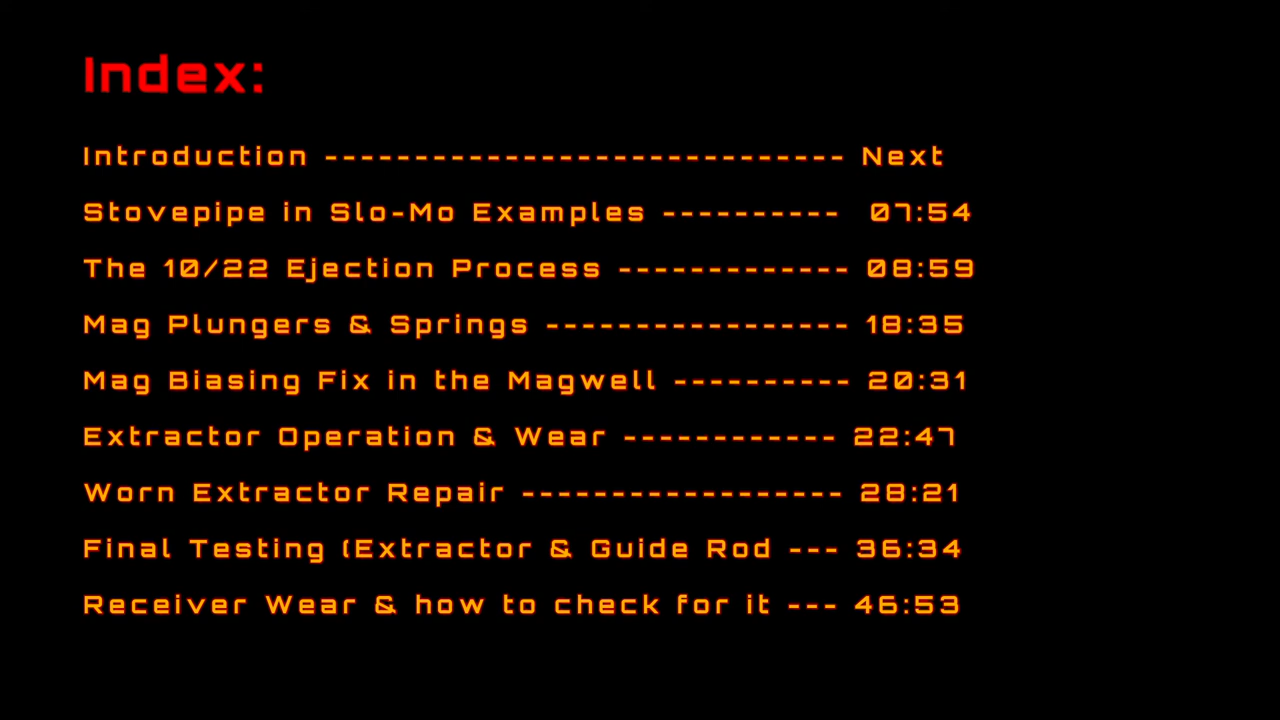 Index:
Introduction ----------------------------- Next
Stovepipe in Slo-Mo Examples ---------- 07:54
The 10/22 Ejection Process ------------- 08:59
Mag Plungers & Springs ----------------- 18:35
Mag Biasing Fix in the Magwell ---------- 20:31
Extractor Operation & Wear ------------ 22:47
Worn Extractor Repair ------------------ 28:21
Final Testing (Extractor & Guide Rod --- 36:34
Receiver Wear & how to check for it --- 46:53